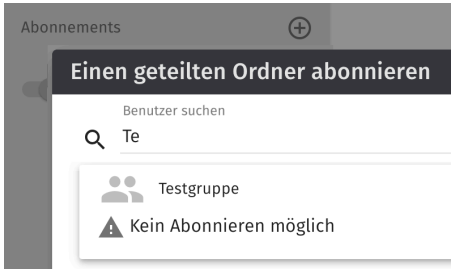 Abonnements
Einen geteilten Ordner abonnieren
Benutzer suchen
Te
Testgruppe
Kein Abonnieren möglich